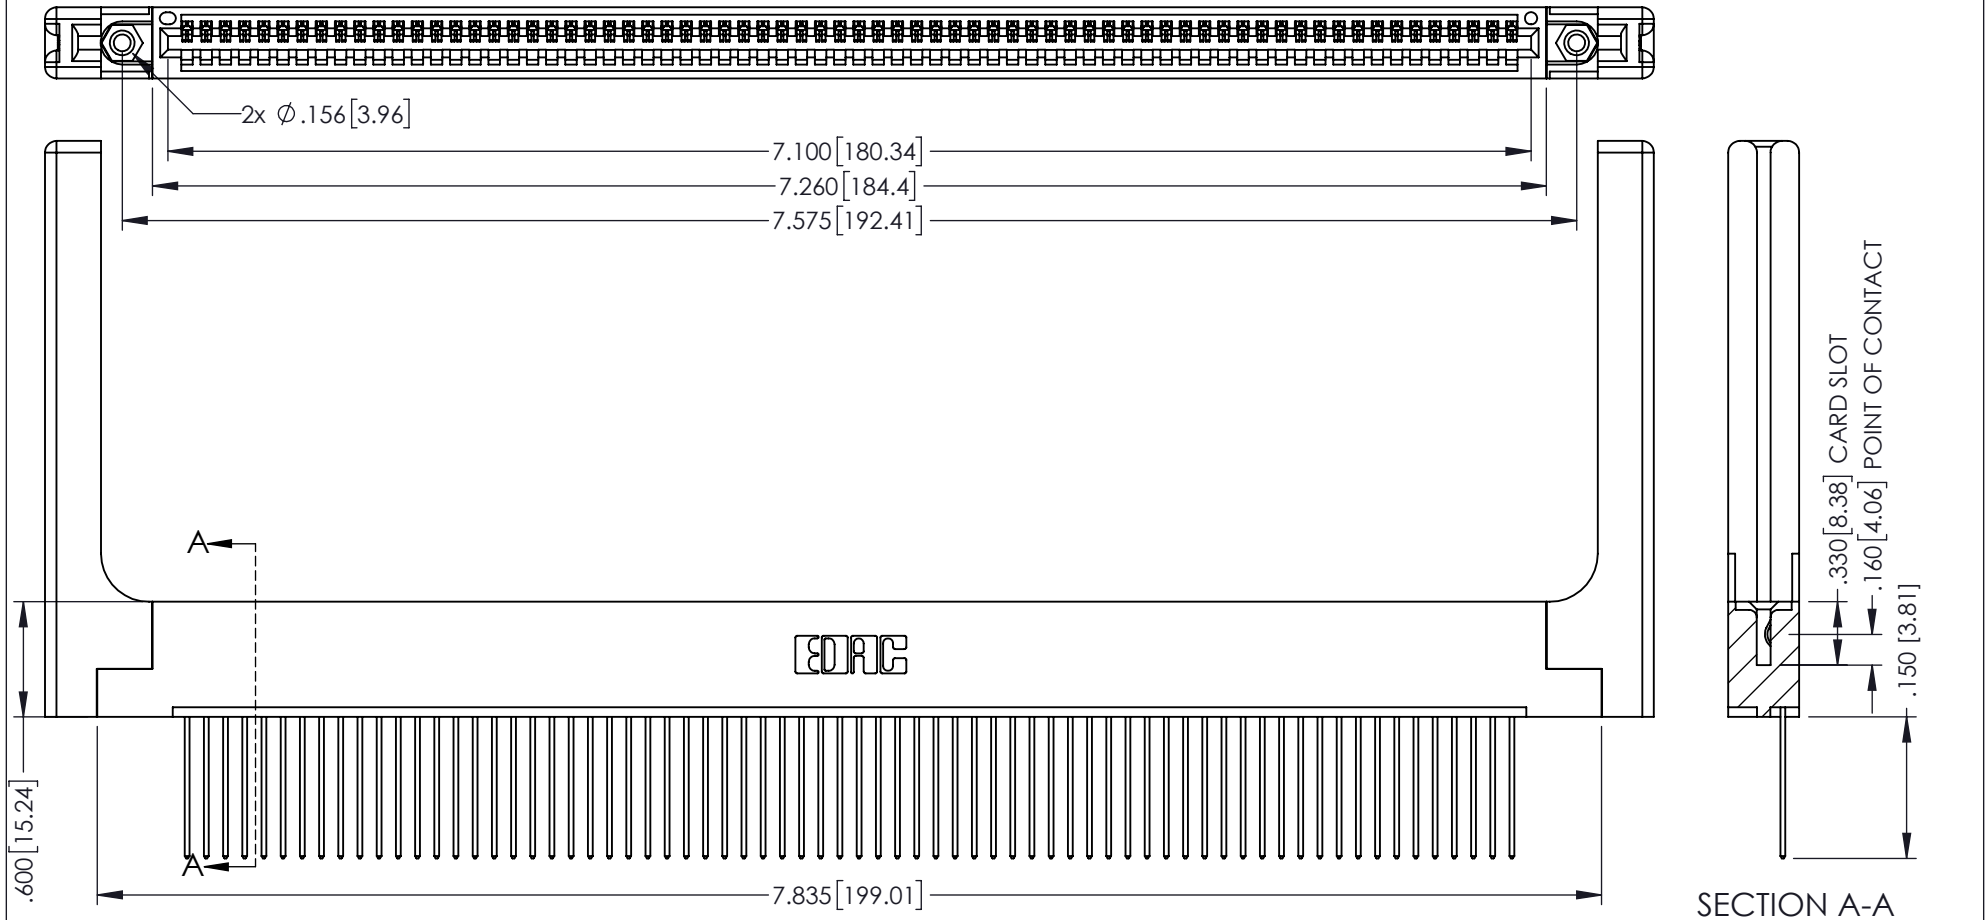 2x Ø.156[3.96]
7.100[180.34]
7.260[184.4]
7.575[192.41]
A
EDAC
A
.600[15.24]
7.835[199.01]
.330[8.38] CARD SLOT
.160[4.06] POINT OF CONTACT
.150 [3.81]
SECTION A-A